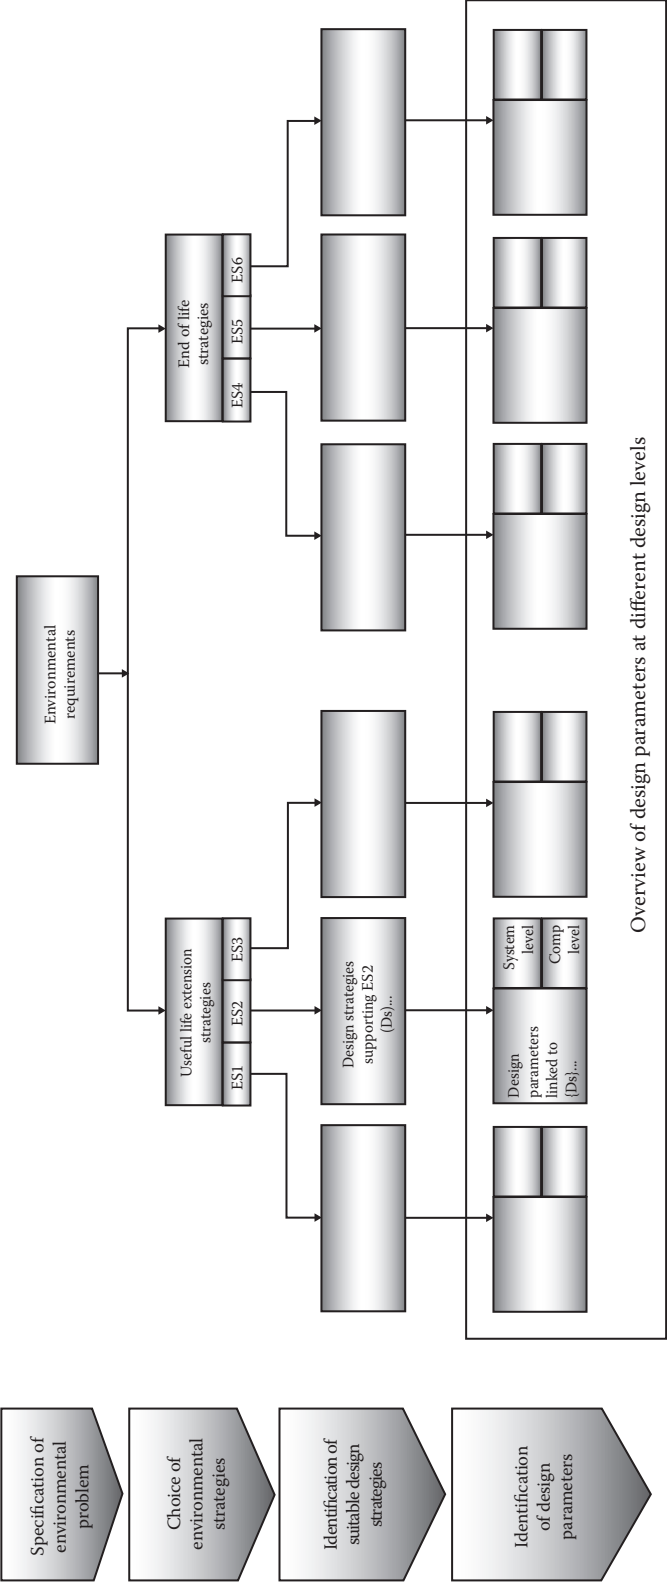 Specification of
environmental
problem
Environmental
requirements
Choice of
environmental
strategies
Useful life extension
strategies
ES1
ES2
ES3
End of life
strategies
ES4
ES5
ES6
Identification of
suitable design
strategies
Design strategies
supporting ES2
(Ds)...
Identification
of design
parameters
Design
parameters
linked to
{Ds}...
System
level
Comp
level
Overview of design parameters at different design levels